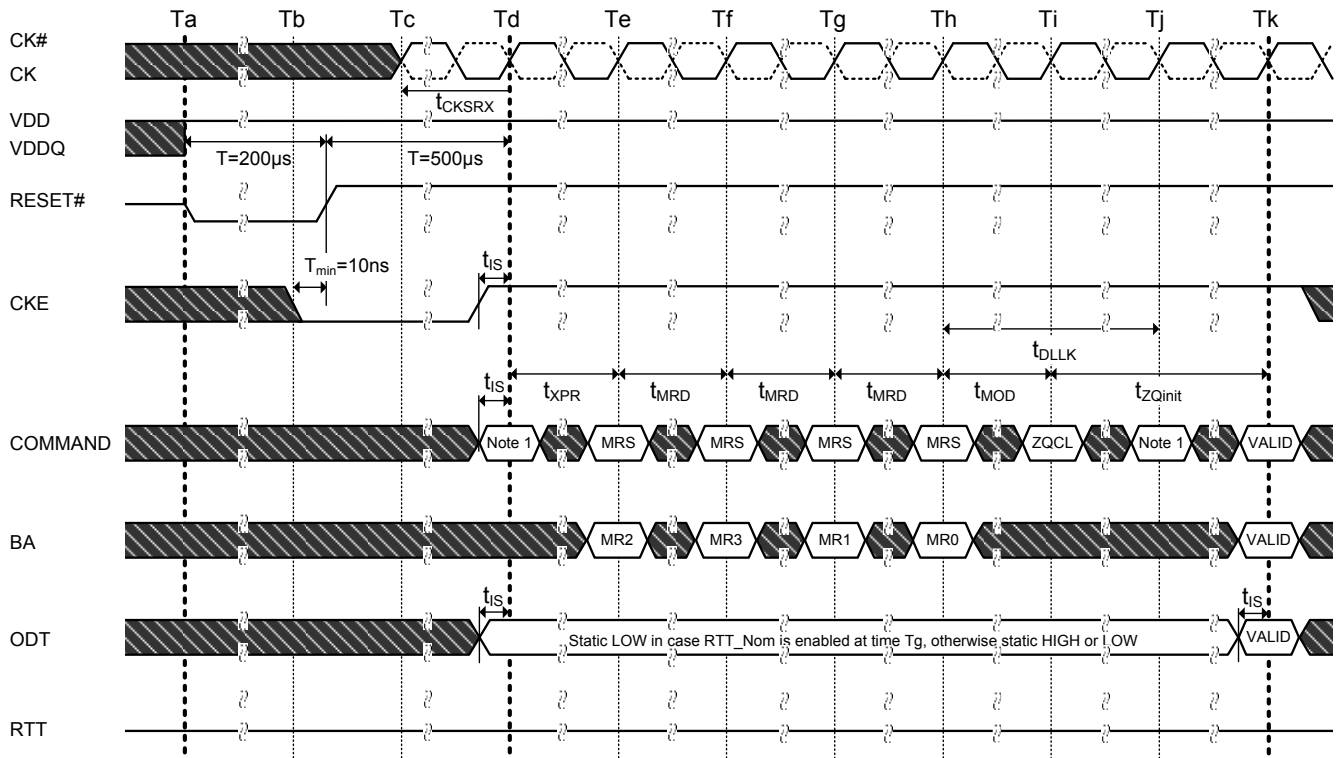 Ta Tb Tc Td Te Tf Tg Th Ti Tj Tk
CK#
CK
tCKSRX
VDD
VDDQ
T=200µs T=500µs
RESET#
Tmin=10ns tIS
CKE
tDLLK
tIS tXPR tMRD tMRD tMRD tMOD tZQinit
COMMAND Note 1 MRS MRS MRS MRS ZQCL Note 1 VALID
BA MR2 MR3 MR1 MR0 VALID
tIS tIS
ODT Static LOW in case RTT_Nom is enabled at time Tg, otherwise static HIGH or LOW VALID
RTT